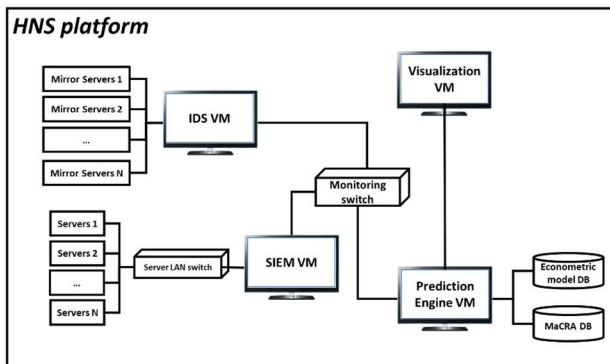 HNS platform
Mirror Servers 1
Mirror Servers 2
...
Mirror Servers N
IDS VM
Visualization
VM
Monitoring
switch
Servers 1
Servers 2
...
Servers N
Server LAN switch
SIEM VM
Prediction
Engine VM
Econometric
model DB
MaCRA DB